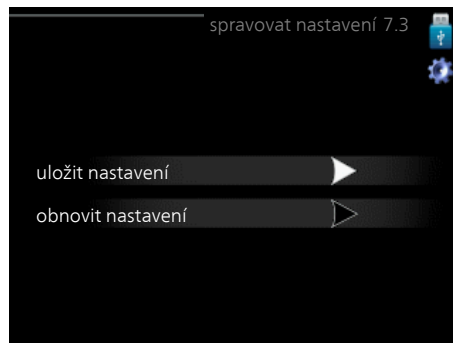 spravovat nastavení 7.3
uložit nastavení
obnovit nastavení